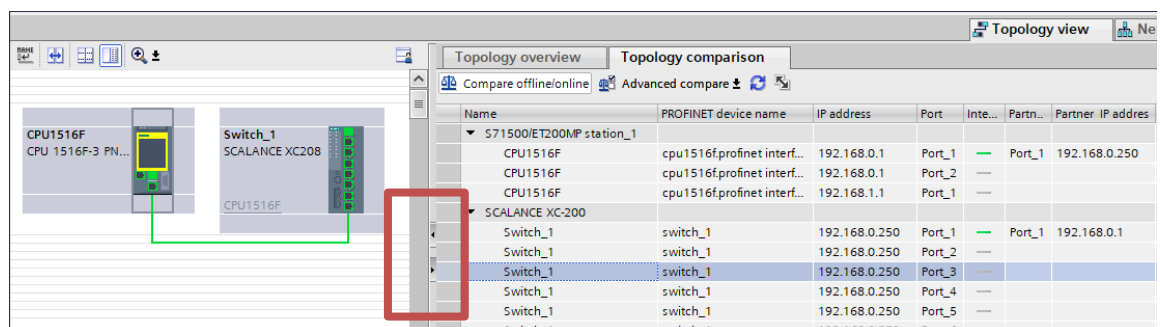 Topology view Ne
NAME
Topology overview Topology comparison
Compare offline/online Advanced compare
Name PROFINET device name IP address Port Inte... Partn.. Partner IP addres
CPU1516F
CPU 1516F-3 PN...
Switch_1
SCALANCE XC208
CPU1516F
S71500/ET200MP station_1
CPU1516F cpu1516f.profinet interf... 192.168.0.1 Port_1 Port_1 192.168.0.250
CPU1516F cpu1516f.profinet interf... 192.168.0.1 Port_2
CPU1516F cpu1516f.profinet interf... 192.168.1.1 Port_1
SCALANCE XC-200
Switch_1 switch_1 192.168.0.250 Port_1 Port_1 192.168.0.1
Switch_1 switch_1 192.168.0.250 Port_2
Switch_1 switch_1 192.168.0.250 Port_3
Switch_1 switch_1 192.168.0.250 Port_4
Switch_1 switch_1 192.168.0.250 Port_5